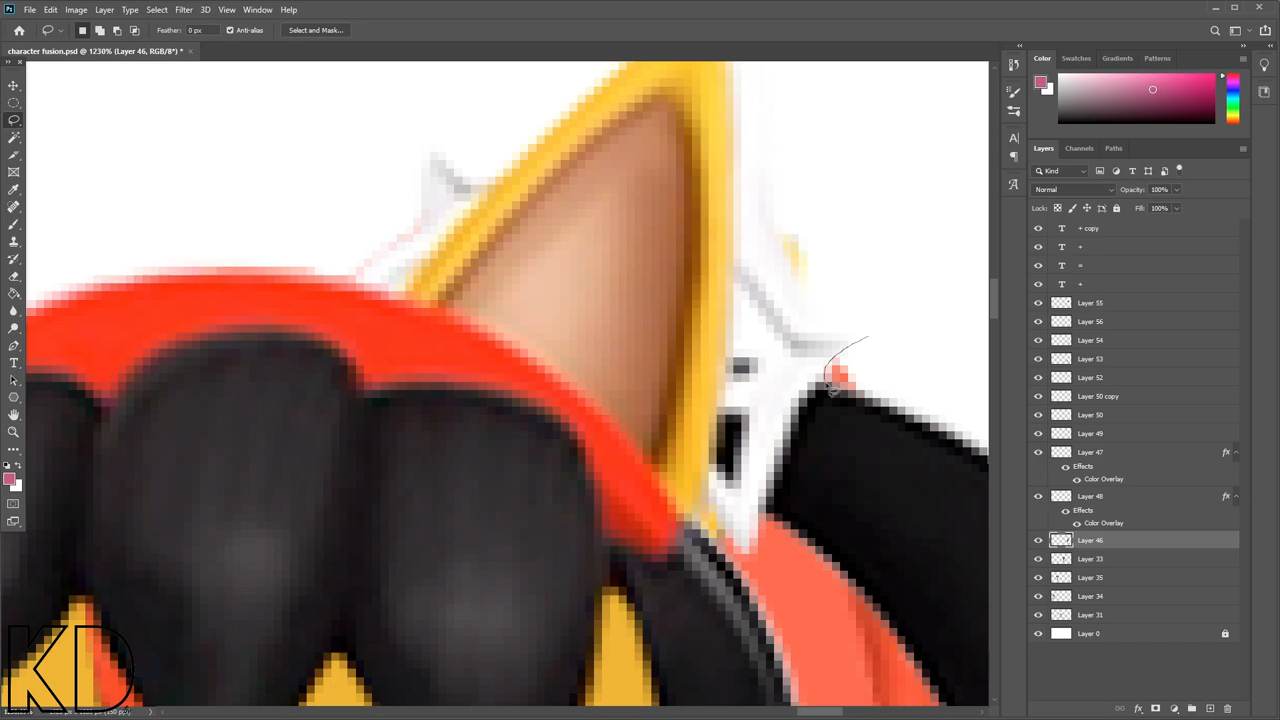 File Edit Image Layer Type Select Filter 3D View Window Help
Feather: 0 px Anti-alias Select and Mask...
character fusion.psd @ 1230% (Layer 46, RGB/8*) *
Color Swatches Gradients Patterns
Layers Channels Paths
Kind
Normal Opacity: 100%
Lock: Fill: 100%
+ copy
+
=
+
Layer 55
Layer 56
Layer 54
Layer 53
Layer 52
Layer 50 copy
Layer 50
Layer 49
Layer 47 fx
Effects
Color Overlay
Layer 48 fx
Effects
Color Overlay
Layer 46
Layer 33
Layer 35
Layer 34
Layer 31
Layer 0
KD